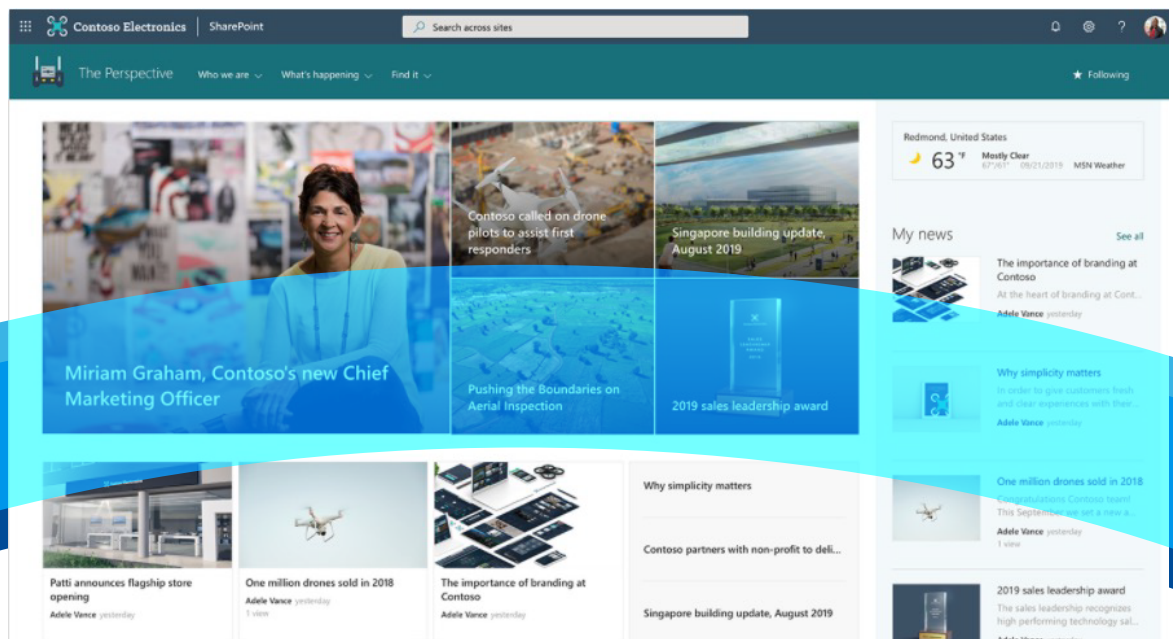 Contoso Electronics
SharePoint
Search across sites
?
The Perspective
Who we are
What's happening
Find it
Following
Miriam Graham, Contoso's new Chief
Marketing Officer
Contoso called on drone
pilots to assist first
responders
Singapore building update,
August 2019
Pushing the Boundaries on
Aerial Inspection
2019 sales leadership award
Redmond, United States
63 °F
Mostly Clear
67°/61° 09/21/2019
MSN Weather
My news
See all
The importance of branding at
Contoso
At the heart of branding at Cont...
Adele Vance yesterday
Why simplicity matters
In order to give customers fresh
and clear experiences with their...
Adele Vance yesterday
One million drones sold in 2018
Congratulations Contoso team!
This September we set a new a...
Adele Vance yesterday
1 view
2019 sales leadership award
The sales leadership recognizes
high performing technology sal...
Patti announces flagship store
opening
Adele Vance yesterday
One million drones sold in 2018
Adele Vance yesterday
1 view
The importance of branding at
Contoso
Adele Vance yesterday
Why simplicity matters
Contoso partners with non-profit to deli...
Singapore building update, August 2019